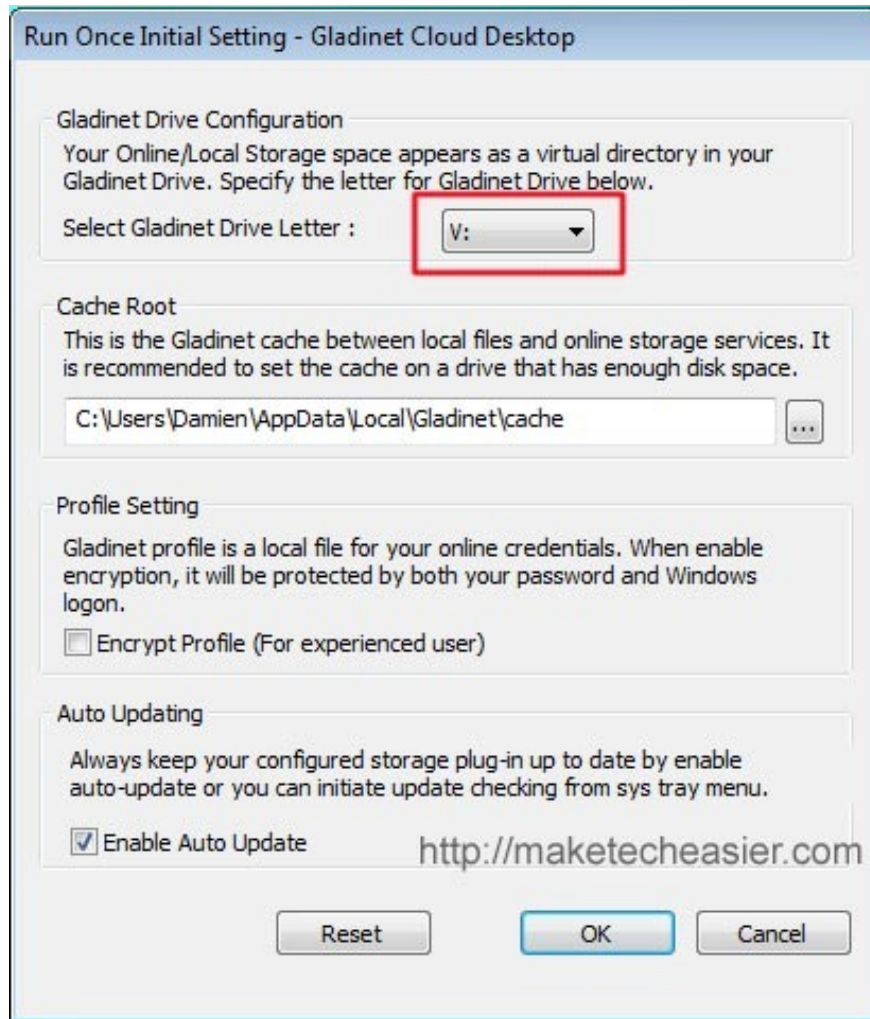 Run Once Initial Setting - Gladinet Cloud Desktop
Gladinet Drive Configuration
Your Online/Local Storage space appears as a virtual directory in your
Gladinet Drive. Specify the letter for Gladinet Drive below.
Select Gladinet Drive Letter :
V:
Cache Root
This is the Gladinet cache between local files and online storage services. It
is recommended to set the cache on a drive that has enough disk space.
C:\Users\Damien\AppData\Local\Gladinet\cache
...
Profile Setting
Gladinet profile is a local file for your online credentials. When enable
encryption, it will be protected by both your password and Windows
logon.
Encrypt Profile (For experienced user)
Auto Updating
Always keep your configured storage plug-in up to date by enable
auto-update or you can initiate update checking from sys tray menu.
Enable Auto Update
http://maketecheasier.com
Reset
OK
Cancel